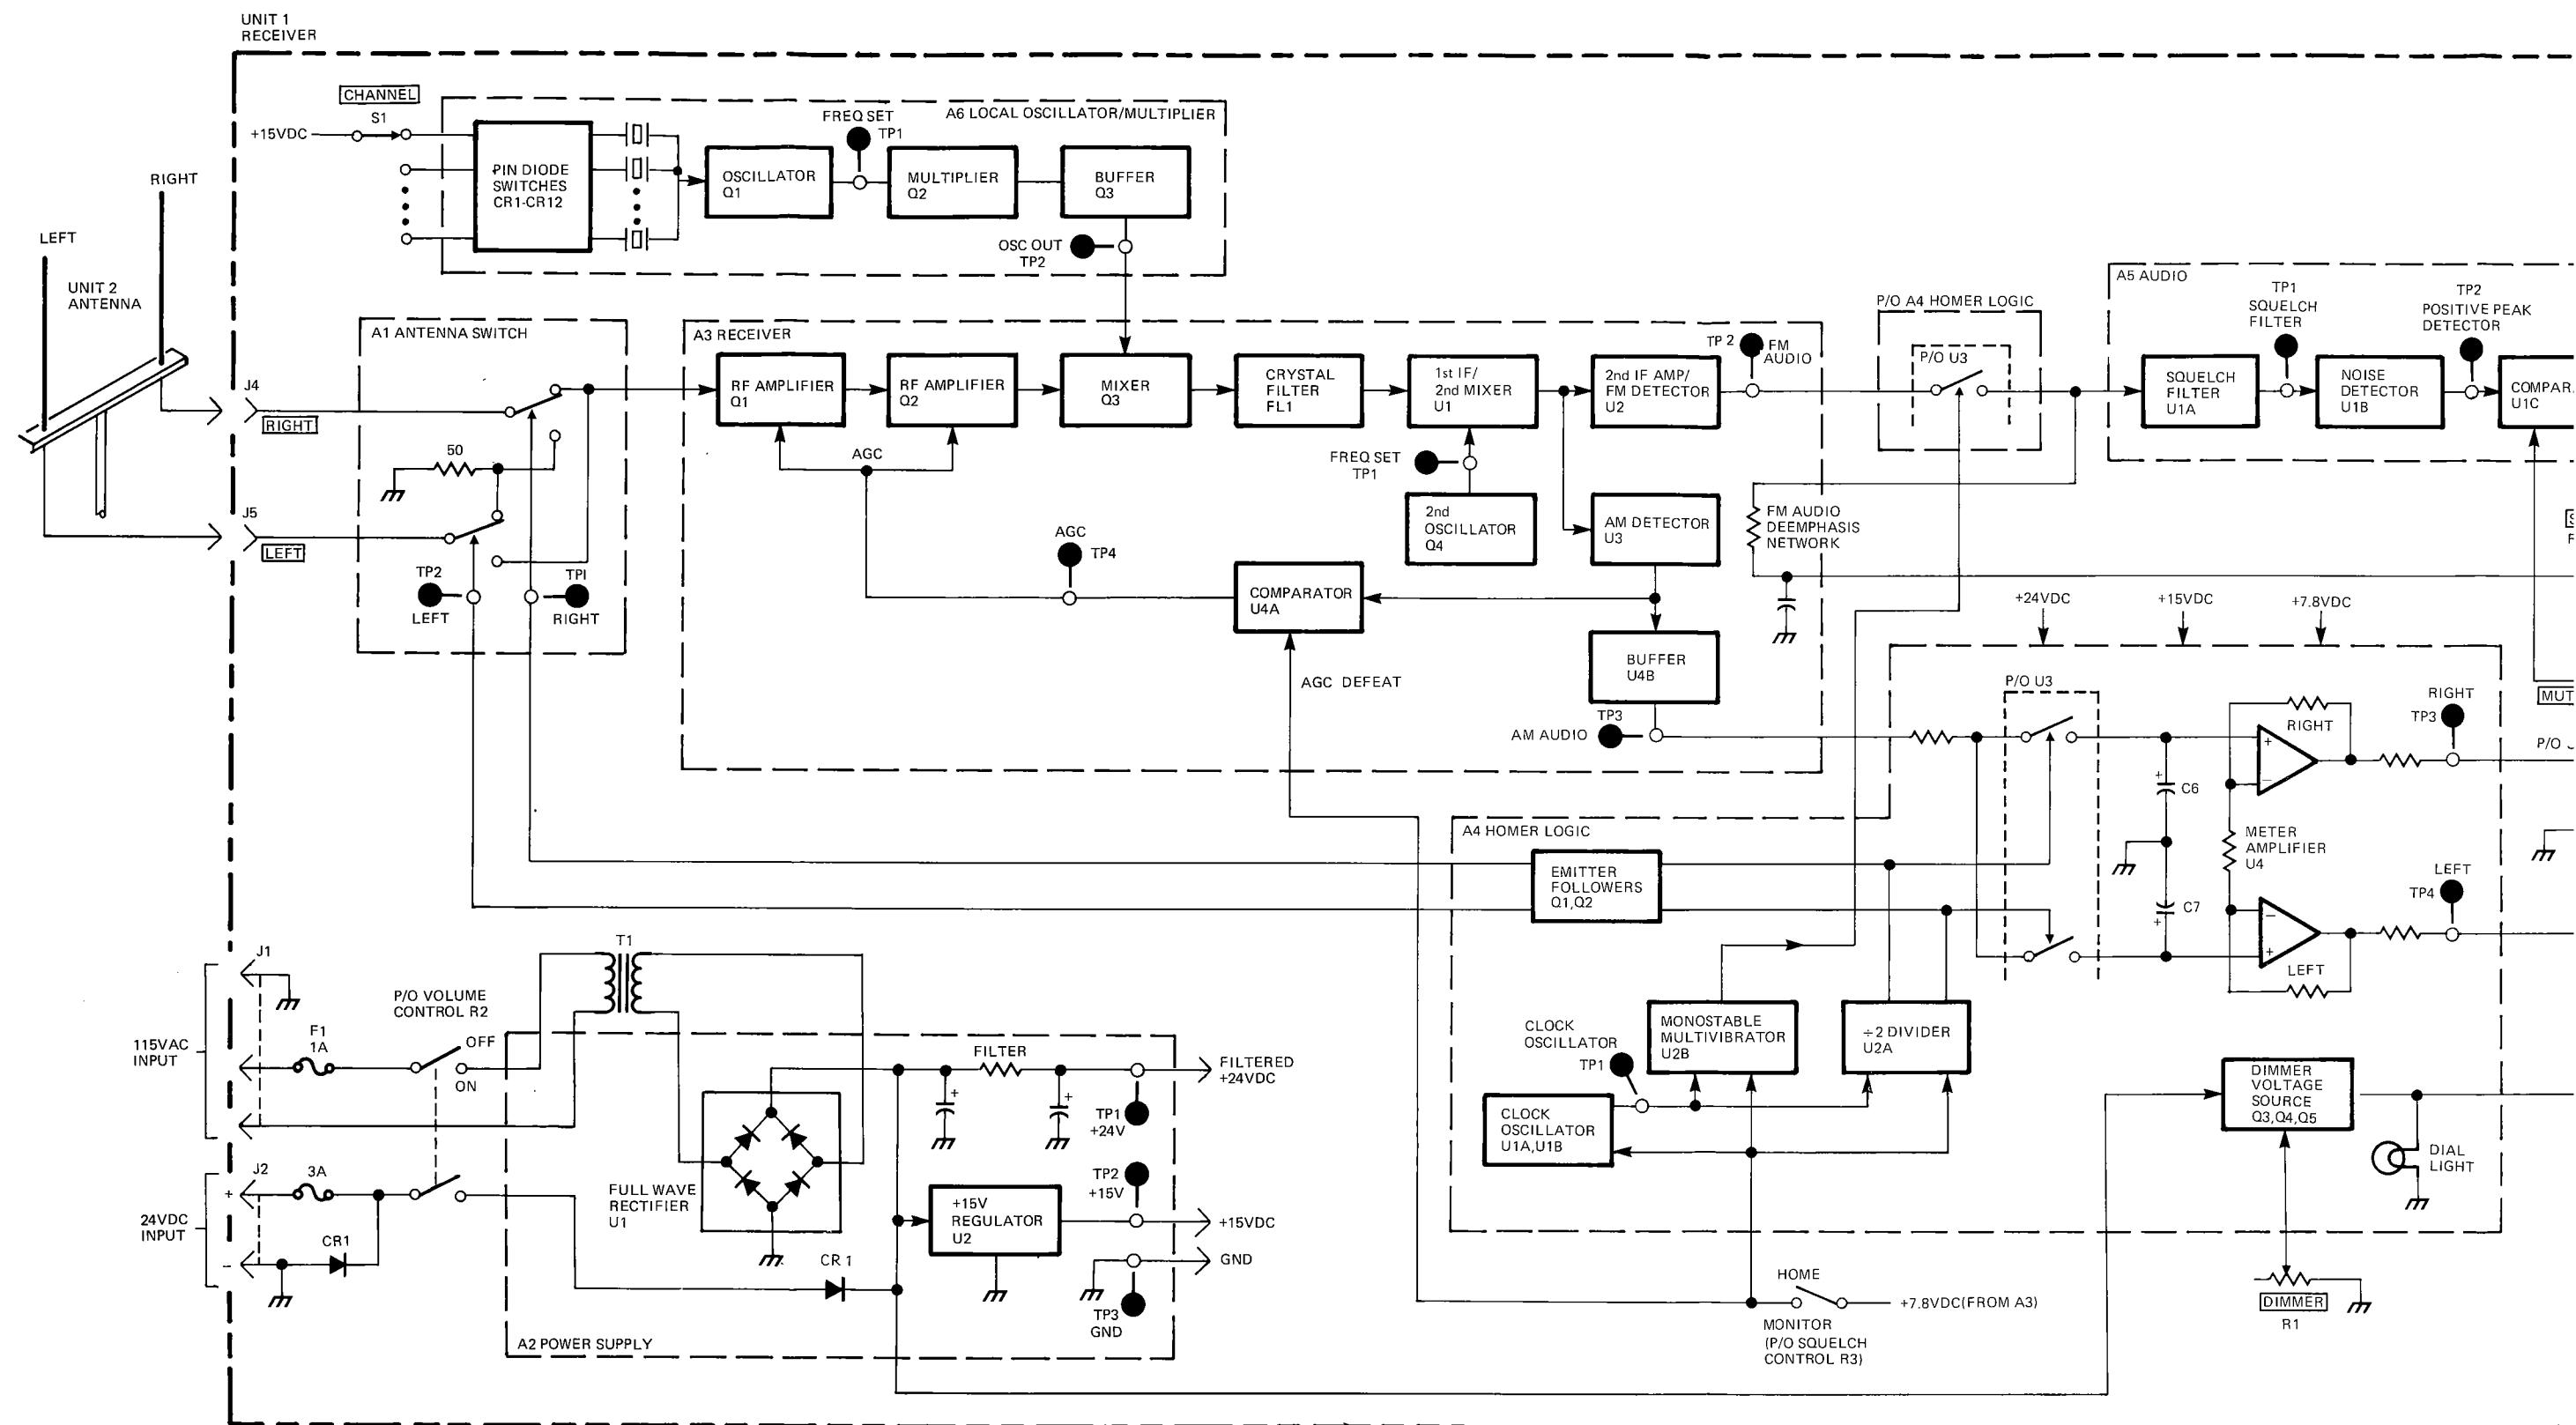 UNIT 1
RECEIVER
CHANNEL
S1
+15VDC
A6 LOCAL OSCILLATOR/MULTIPLIER
FREQ SET
TP1
PIN DIODE
SWITCHES
CR1-CR12
OSCILLATOR
Q1
MULTIPLIER
Q2
BUFFER
Q3
OSC OUT
TP2
RIGHT
LEFT
UNIT 2
ANTENNA
J4
RIGHT
J5
LEFT
A1 ANTENNA SWITCH
50
TP2
LEFT
TP1
RIGHT
A3 RECEIVER
RF AMPLIFIER
Q1
RF AMPLIFIER
Q2
MIXER
Q3
CRYSTAL
FILTER
FL1
1st IF/
2nd MIXER
U1
2nd IF AMP/
FM DETECTOR
U2
TP 2
FM
AUDIO
AGC
FREQ SET
TP1
2nd
OSCILLATOR
Q4
AM DETECTOR
U3
AGC
TP4
COMPARATOR
U4A
BUFFER
U4B
AGC DEFEAT
TP3
AM AUDIO
P/O A4 HOMER LOGIC
P/O U3
FM AUDIO
DEEMPHASIS
NETWORK
A5 AUDIO
TP1
SQUELCH
FILTER
TP2
POSITIVE PEAK
DETECTOR
SQUELCH
FILTER
U1A
NOISE
DETECTOR
U1B
COMPAR
U1C
MUT
P/O
+24VDC
+15VDC
+7.8VDC
P/O U3
RIGHT
RIGHT
TP3
+
−
+
C6
METER
AMPLIFIER
U4
C7
+
−
+
LEFT
LEFT
TP4
A4 HOMER LOGIC
EMITTER
FOLLOWERS
Q1,Q2
MONOSTABLE
MULTIVIBRATOR
U2B
÷2 DIVIDER
U2A
CLOCK
OSCILLATOR
TP1
CLOCK
OSCILLATOR
U1A,U1B
DIMMER
VOLTAGE
SOURCE
Q3,Q4,Q5
DIAL
LIGHT
DIMMER
R1
HOME
+7.8VDC(FROM A3)
MONITOR
(P/O SQUELCH
CONTROL R3)
J1
115VAC
INPUT
F1
1A
P/O VOLUME
CONTROL R2
OFF
ON
T1
J2
24VDC
INPUT
+
−
3A
CR1
FULL WAVE
RECTIFIER
U1
CR1
FILTER
+
+
TP1
+24V
FILTERED
+24VDC
TP2
+15V
+15V
REGULATOR
U2
+15VDC
GND
TP3
GND
A2 POWER SUPPLY